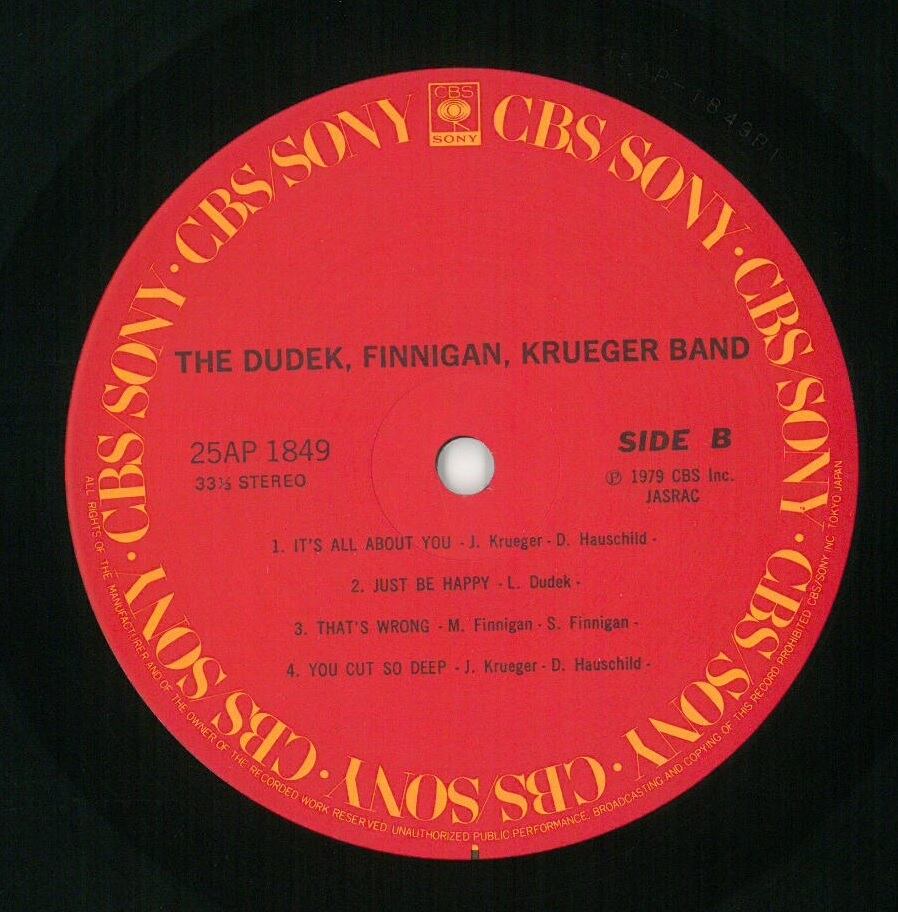 CBS
SONY
CBS/SONY · CBS/SONY · CBS/SONY · CBS/SONY · CBS/SONY · CBS/SONY · CBS/SONY · CBS/SONY
THE DUDEK, FINNIGAN, KRUEGER BAND
25AP 1849
SIDE B
33⅓ STEREO
Ⓟ 1979 CBS Inc.
JASRAC
1. IT'S ALL ABOUT YOU - J. Krueger - D. Hauschild -
2. JUST BE HAPPY - L. Dudek -
3. THAT'S WRONG - M. Finnigan - S. Finnigan -
4. YOU CUT SO DEEP - J. Krueger - D. Hauschild -
ALL RIGHTS OF THE MANUFACTURER AND OF THE OWNER OF THE RECORDED WORK RESERVED. UNAUTHORIZED PUBLIC PERFORMANCE, BROADCASTING AND COPYING OF THIS RECORD PROHIBITED CBS/SONY INC. TOKYO JAPAN